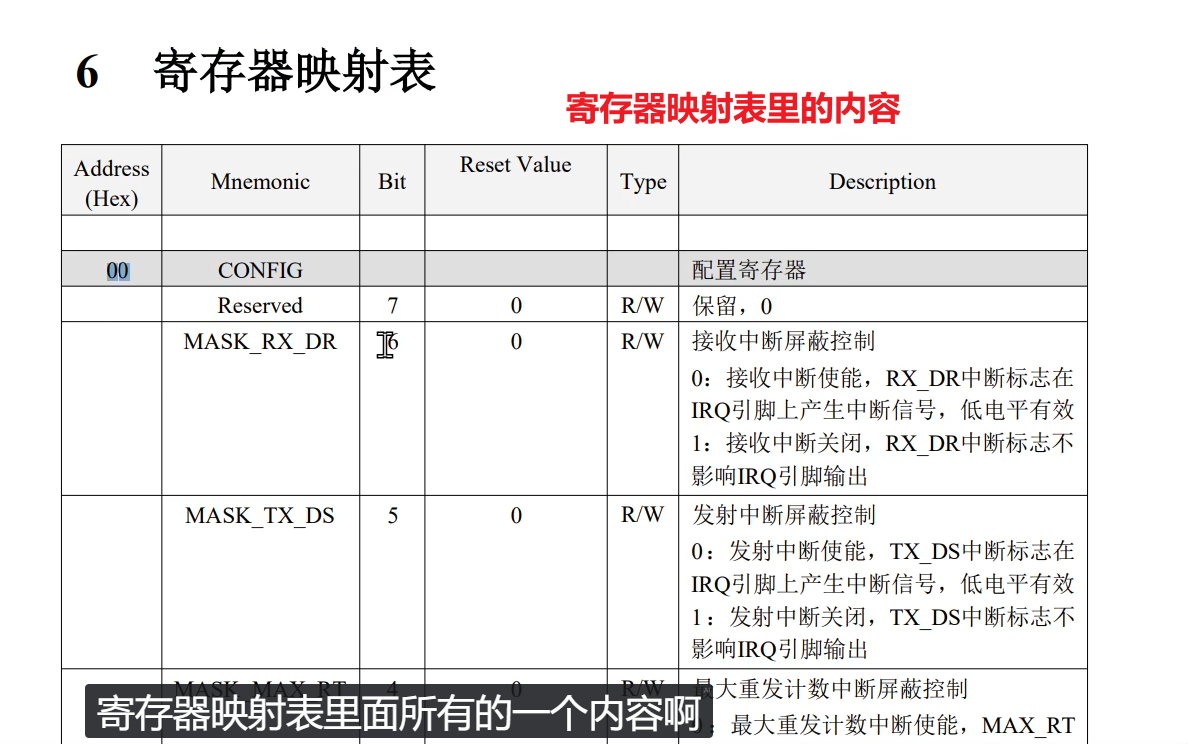 6 寄存器映射表
寄存器映射表里的内容
Address (Hex) Mnemonic Bit Reset Value Type Description
00 CONFIG 配置寄存器
Reserved 7 0 R/W 保留，0
MASK_RX_DR 6 0 R/W 接收中断屏蔽控制
0：接收中断使能，RX_DR中断标志在
IRQ引脚上产生中断信号，低电平有效
1：接收中断关闭，RX_DR中断标志不
影响IRQ引脚输出
MASK_TX_DS 5 0 R/W 发射中断屏蔽控制
0：发射中断使能，TX_DS中断标志在
IRQ引脚上产生中断信号，低电平有效
1：发射中断关闭，TX_DS中断标志不
影响IRQ引脚输出
MASK_MAX_RT 4 0 R/W 最大重发计数中断屏蔽控制
0：最大重发计数中断使能，MAX_RT
寄存器映射表里面所有的一个内容啊